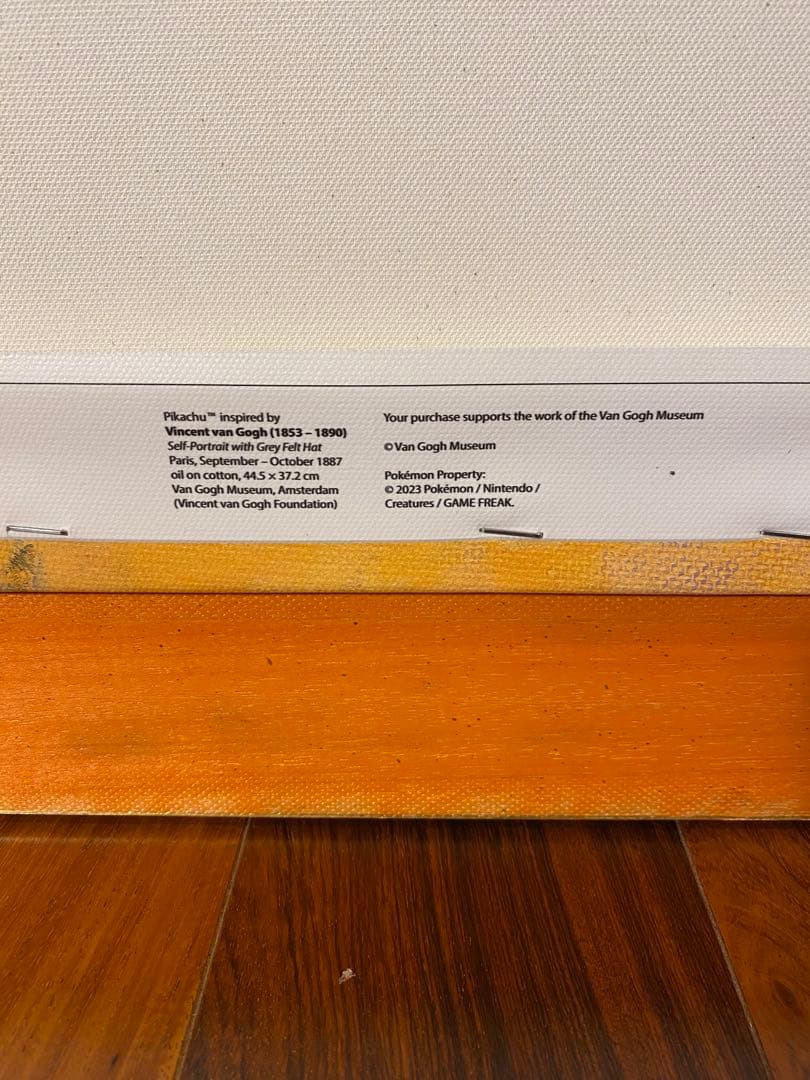 Pikachu™ inspired by
Vincent van Gogh (1853 – 1890)
Self-Portrait with Grey Felt Hat
Paris, September – October 1887
oil on cotton, 44.5 × 37.2 cm
Van Gogh Museum, Amsterdam
(Vincent van Gogh Foundation)
Your purchase supports the work of the Van Gogh Museum
© Van Gogh Museum
Pokémon Property:
© 2023 Pokémon / Nintendo /
Creatures / GAME FREAK.